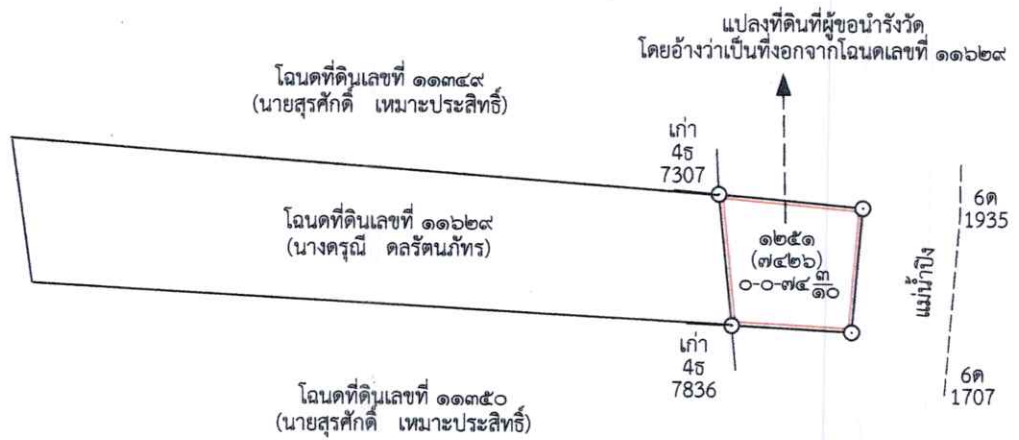 แปลงที่ดินที่ผู้ขอนำรังวัด
โดยอ้างว่าเป็นที่งอกจากโฉนดเลขที่ ๑๑๖๒๙
โฉนดที่ดินเลขที่ ๑๑๓๔๙
(นายสุรศักดิ์ เหมาะประสิทธิ์)
เก่า
4ธ
7307
6ด
1935
โฉนดที่ดินเลขที่ ๑๑๖๒๙
(นางดรุณี ดลรัตนภัทร)
๑๒๕๑
(๗๔๒๖)
๐-๐-๗๔ ๓/๑๐
แม่น้ำปิง
เก่า
4ธ
7836
6ด
1707
โฉนดที่ดินเลขที่ ๑๑๓๕๐
(นายสุรศักดิ์ เหมาะประสิทธิ์)